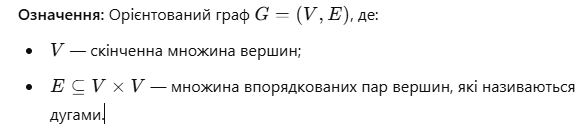 Означення: Орієнтований граф G = (V, E), де:
• V — скінченна множина вершин;
• E ⊆ V × V — множина впорядкованих пар вершин, які називаються
дугами.